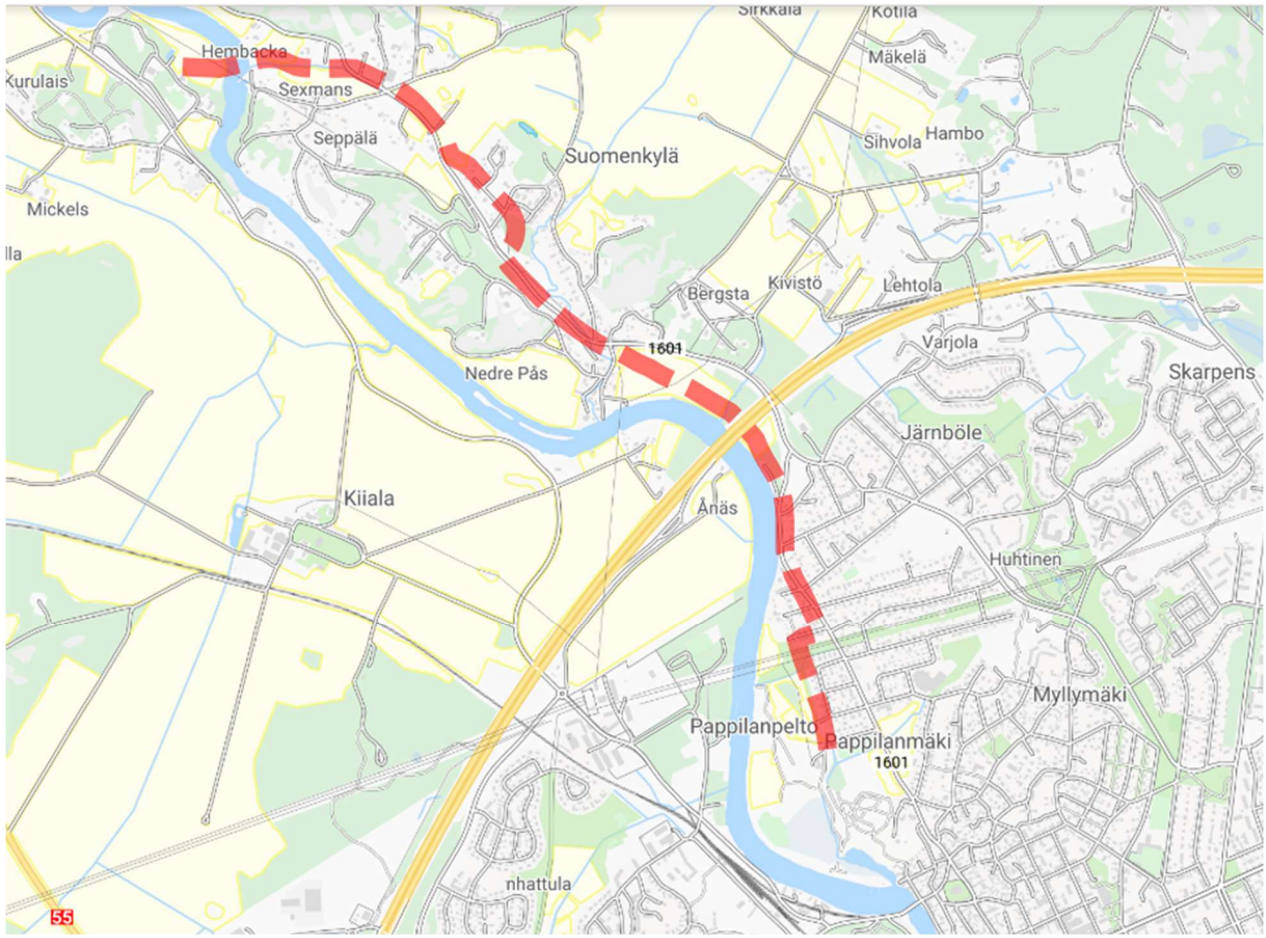 Sirkkala
Kotila
Hembacka
Mäkelä
Kurulais
Sexmans
Seppälä
Hambo
Sihvola
Suomenkylä
Mickels
lla
Kivistö
Lehtola
Bergsta
1601
Varjola
Nedre Pås
Skarpens
Järnböle
Kiiala
Ånäs
Huhtinen
Myllymäki
Pappilanpelto
Pappilanmäki
1601
nhattula
55